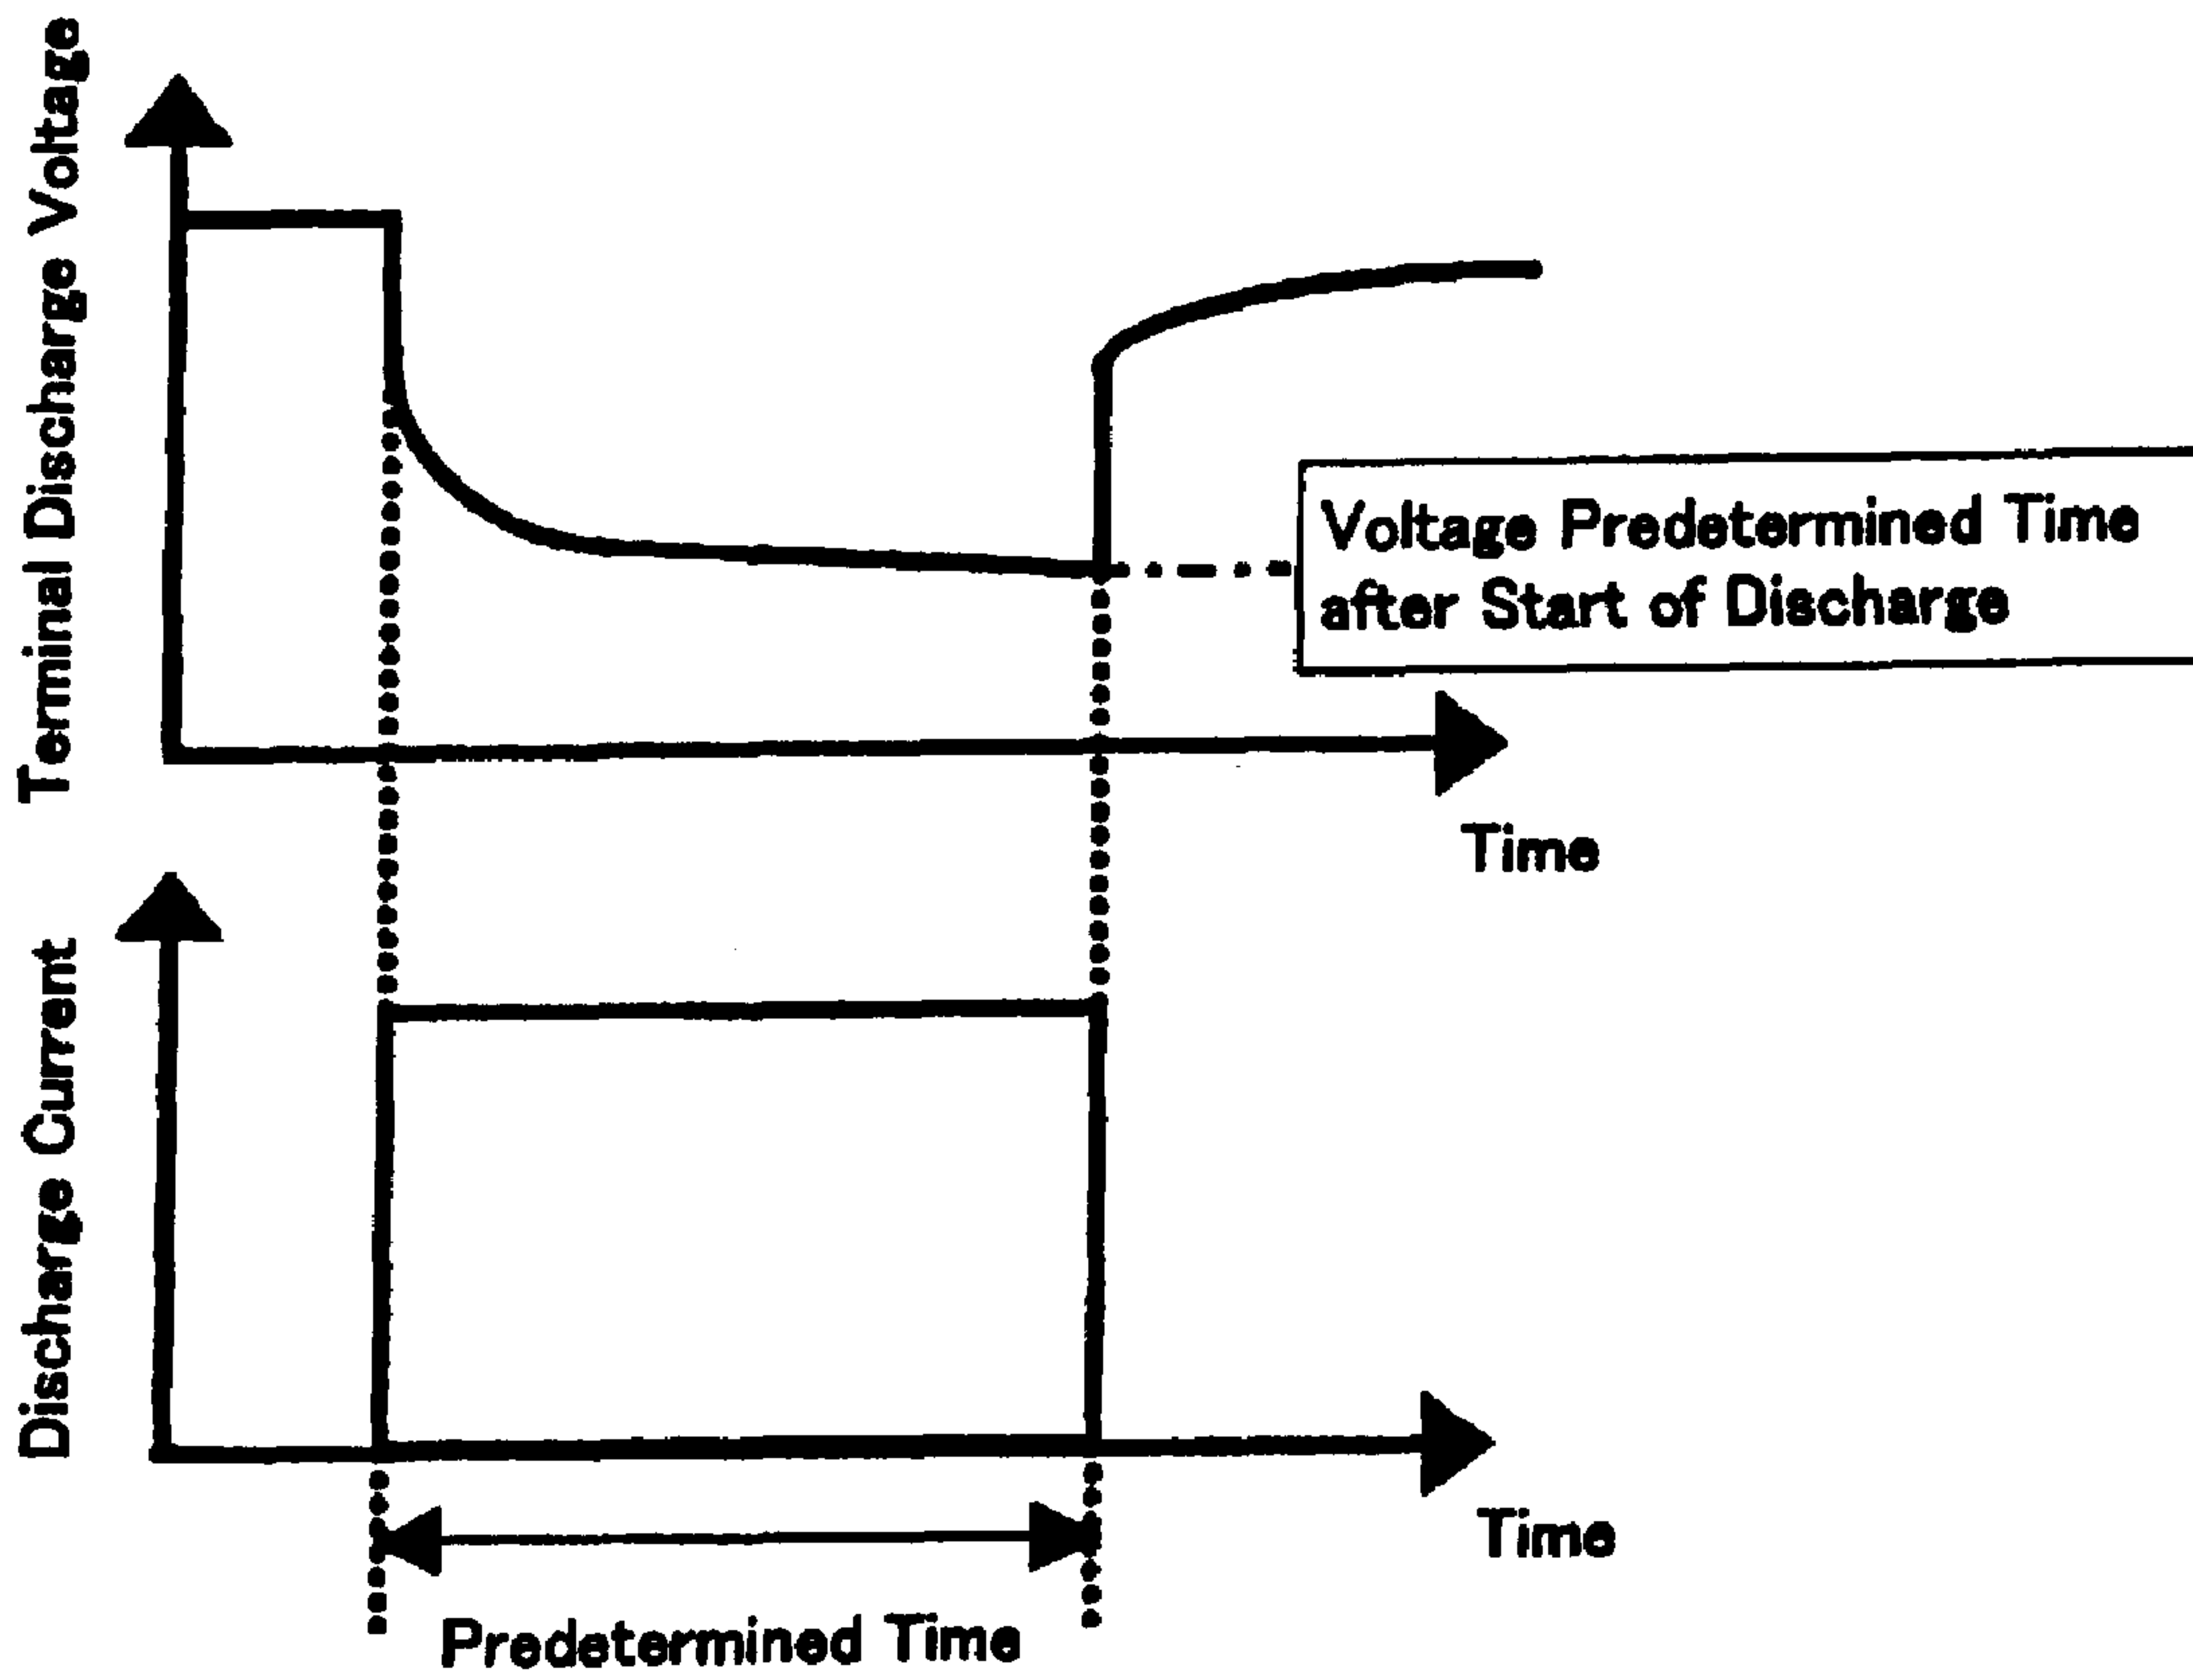 Terminal Discharge Voltage
Voltage Predetermined Time
after Start of Discharge
Time
Discharge Current
Time
Predetermined Time